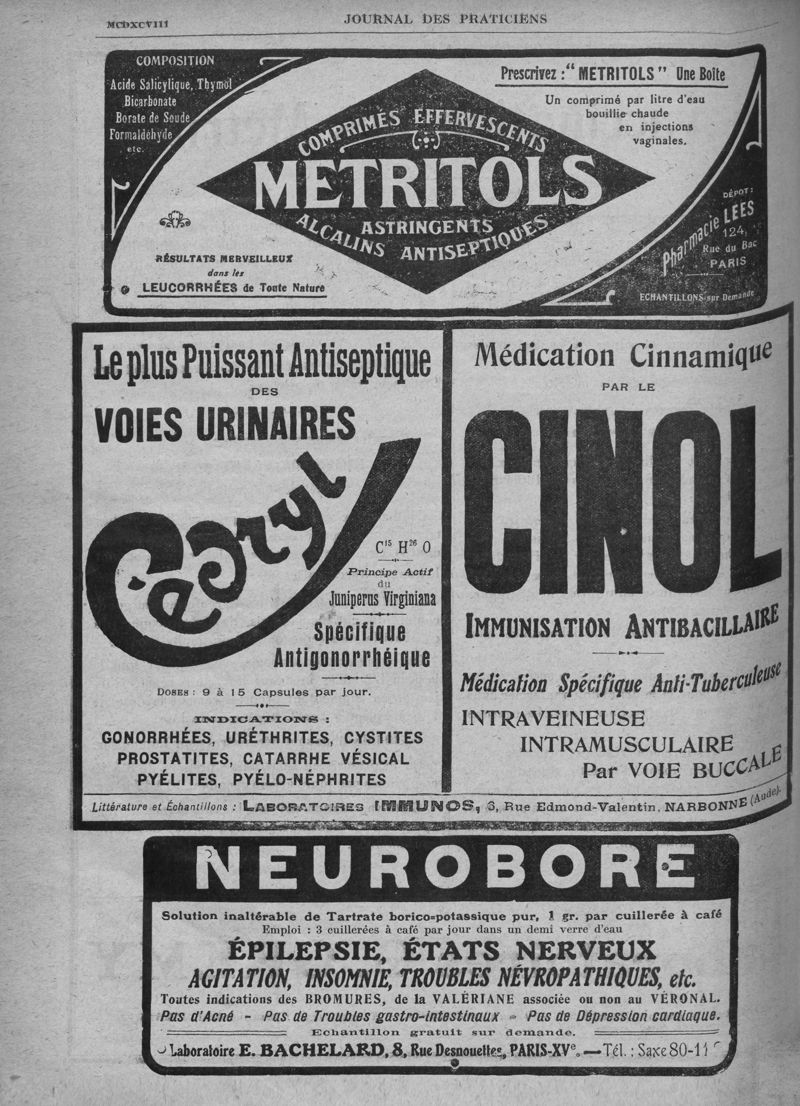 MCDXCVIII
JOURNAL DES PRATICIENS
COMPOSITION
Acide Salicylique, Thymol
Bicarbonate
Borate de Soude
Formaldéhyde
etc.
Prescrivez : "METRITOLS" Une Boîte
Un comprimé par litre d'eau
bouillie chaude
en injections
vaginales.
COMPRIMÉS EFFERVESCENTS
METRITOLS
ASTRINGENTS
ALCALINS ANTISEPTIQUES
RÉSULTATS MERVEILLEUX
dans les
LEUCORRHÉES de Toute Nature
DÉPOT :
Pharmacie LEES
124,
Rue du Bac
PARIS
ECHANTILLONS sur Demande
Le plus Puissant Antiseptique
DES
VOIES URINAIRES
Cédryl
C15 H26 O
Principe Actif
du
Juniperus Virginiana
Spécifique
Antigonorrhéique
DOSES : 9 à 15 Capsules par jour.
INDICATIONS :
GONORRHÉES, URÉTHRITES, CYSTITES
PROSTATITES, CATARRHE VÉSICAL
PYÉLITES, PYÉLO-NÉPHRITES
Médication Cinnamique
PAR LE
CINOL
IMMUNISATION ANTIBACILLAIRE
Médication Spécifique Anti-Tuberculeuse
INTRAVEINEUSE
INTRAMUSCULAIRE
Par VOIE BUCCALE
Littérature et Échantillons : LABORATOIRES IMMUNOS, 3, Rue Edmond-Valentin, NARBONNE (Aude).
NEUROBORE
Solution inaltérable de Tartrate borico=potassique pur, 1 gr. par cuillerée à café
Emploi : 3 cuillerées à café par jour dans un demi verre d'eau
ÉPILEPSIE, ÉTATS NERVEUX
AGITATION, INSOMNIE, TROUBLES NÉVROPATHIQUES, etc.
Toutes indications des BROMURES, de la VALÉRIANE associée ou non au VÉRONAL.
Pas d'Acné - Pas de Troubles gastro-intestinaux - Pas de Dépression cardiaque.
Echantillon gratuit sur demande.
Laboratoire E. BACHELARD, 8, Rue Desnouettes, PARIS-XVe. — Tél. : Saxe 80-11